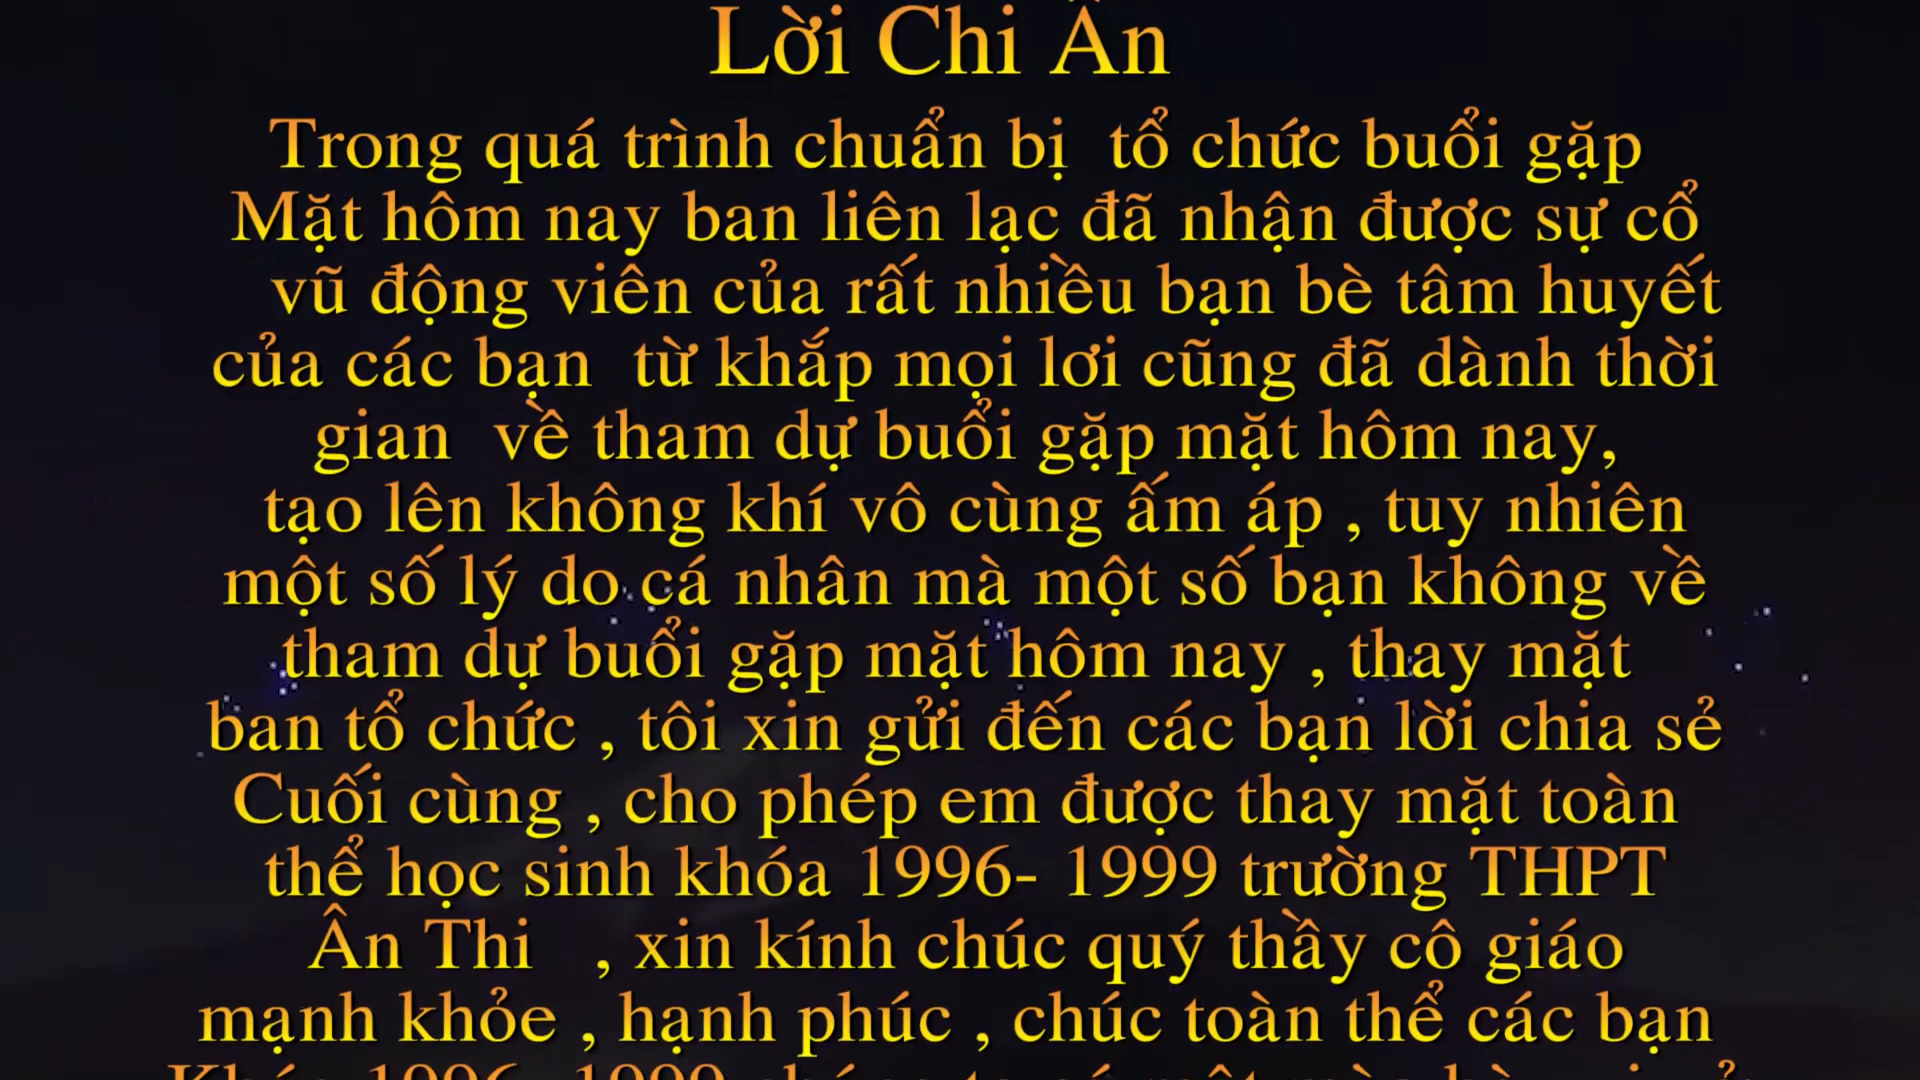 Lời Chi Ân
Trong quá trình chuẩn bị tổ chức buổi gặp
Mặt hôm nay ban liên lạc đã nhận được sự cổ
vũ động viên của rất nhiều bạn bè tâm huyết
của các bạn từ khắp mọi lơi cũng đã dành thời
gian về tham dự buổi gặp mặt hôm nay,
tạo lên không khí vô cùng ấm áp , tuy nhiên
một số lý do cá nhân mà một số bạn không về
tham dự buổi gặp mặt hôm nay , thay mặt
ban tổ chức , tôi xin gửi đến các bạn lời chia sẻ
Cuối cùng , cho phép em được thay mặt toàn
thể học sinh khóa 1996- 1999 trường THPT
Ân Thi , xin kính chúc quý thầy cô giáo
mạnh khỏe , hạnh phúc , chúc toàn thể các bạn